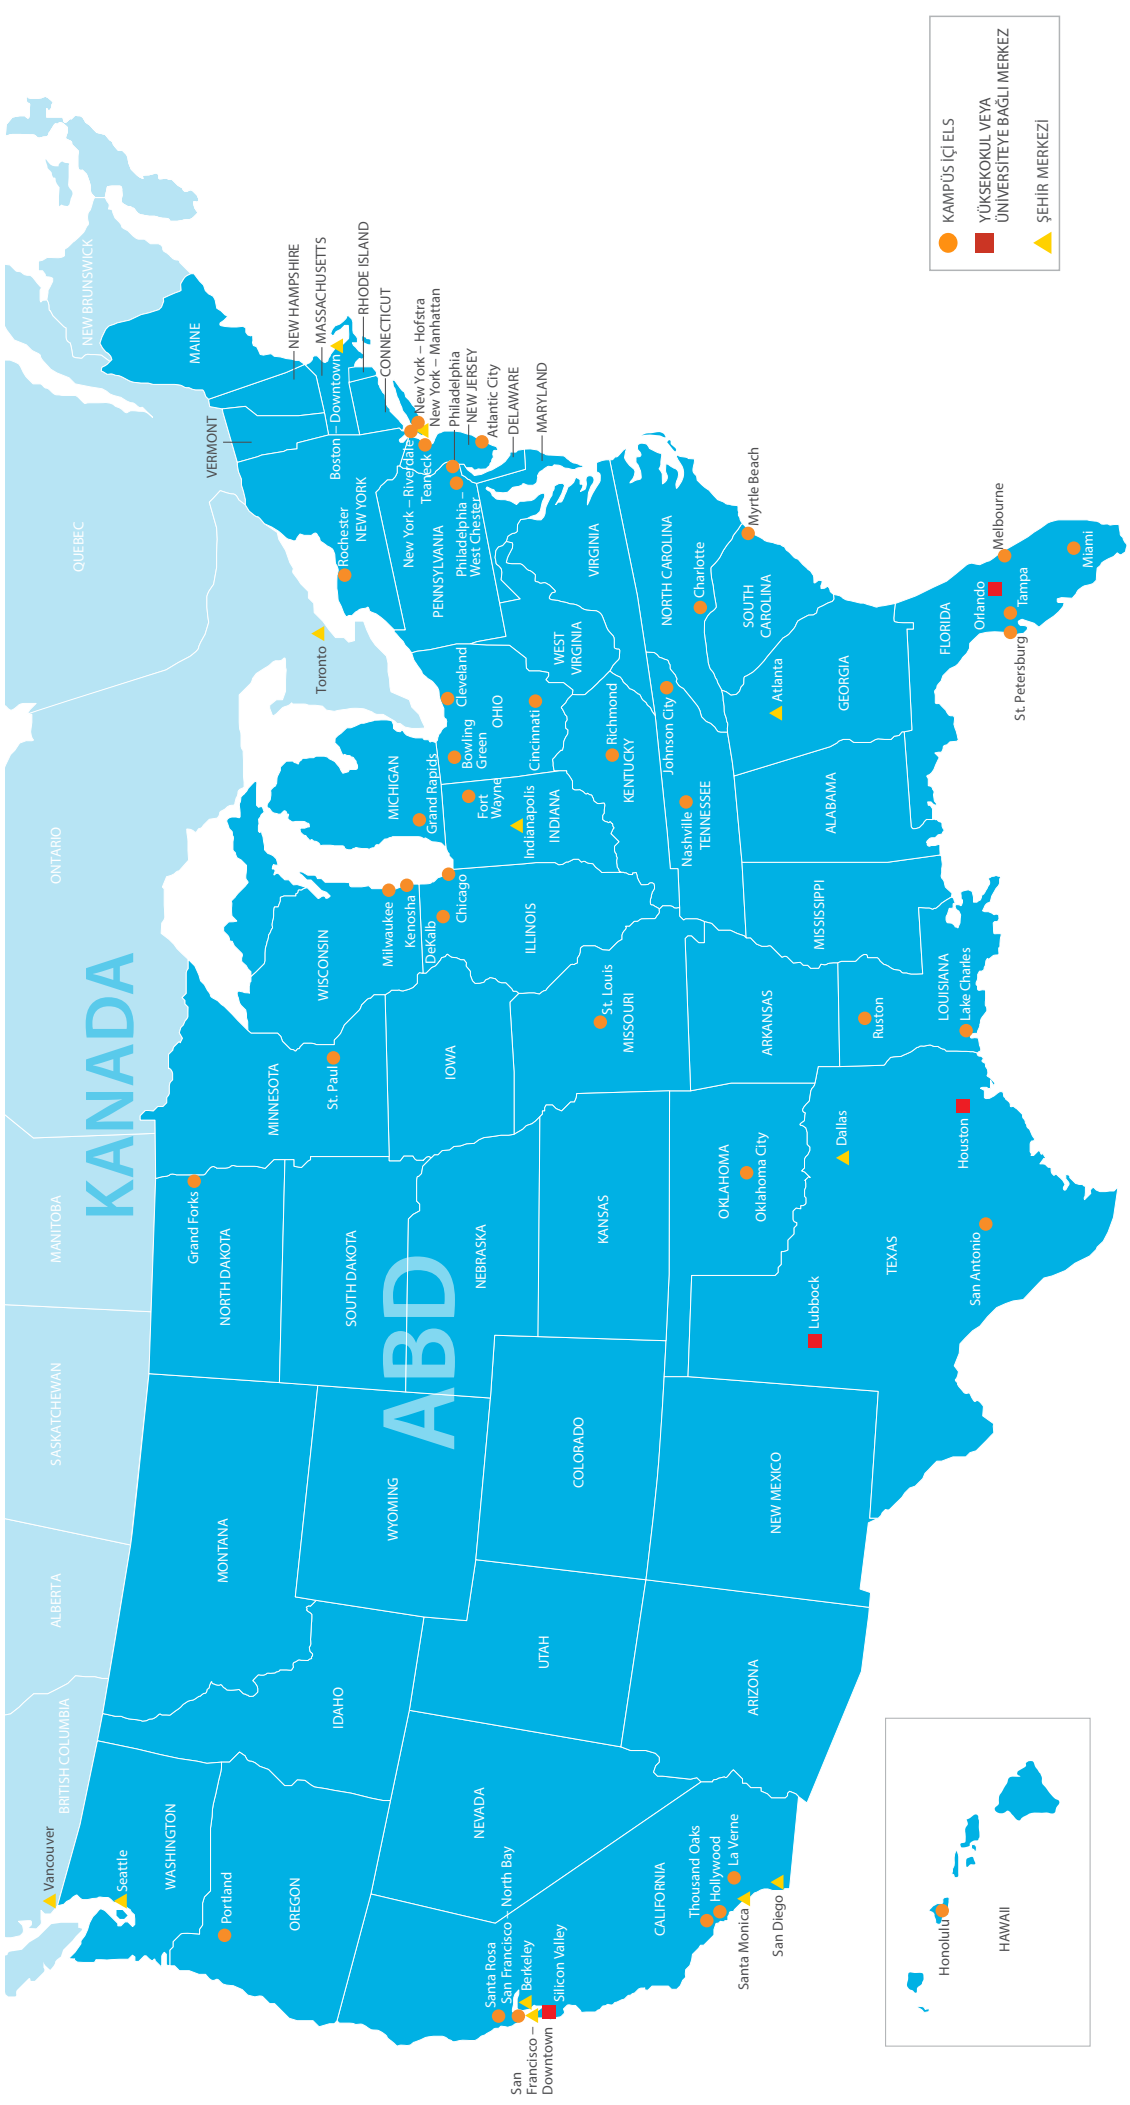 KANADA
ABD
BRITISH COLUMBIA
ALBERTA
SASKATCHEWAN
MANITOBA
ONTARIO
QUEBEC
NEW BRUNSWICK
Vancouver
Seattle
WASHINGTON
Portland
OREGON
IDAHO
MONTANA
WYOMING
Grand Forks
NORTH DAKOTA
SOUTH DAKOTA
NEBRASKA
MINNESOTA
St. Paul
WISCONSIN
Milwaukee
Kenosha
DeKalb
Chicago
IOWA
ILLINOIS
MICHIGAN
Grand Rapids
Toronto
Fort
Wayne
Indianapolis
INDIANA
Bowling
Green
Cleveland
OHIO
Cincinnati
Rochester
NEW YORK
VERMONT
MAINE
NEW HAMPSHIRE
MASSACHUSETTS
Boston – Downtown
RHODE ISLAND
CONNECTICUT
New York – Hofstra
New York – Manhattan
New York – Riverdale
Teaneck
Philadelphia
NEW JERSEY
Atlantic City
DELAWARE
MARYLAND
PENNSYLVANIA
Philadelphia –
West Chester
WEST
VIRGINIA
VIRGINIA
Richmond
KENTUCKY
Johnson City
Nashville
TENNESSEE
NORTH CAROLINA
Charlotte
SOUTH
CAROLINA
Myrtle Beach
Atlanta
GEORGIA
ALABAMA
MISSISSIPPI
FLORIDA
Orlando
Melbourne
Tampa
St. Petersburg
Miami
St. Louis
MISSOURI
ARKANSAS
Ruston
LOUISIANA
Lake Charles
KANSAS
OKLAHOMA
Oklahoma City
Dallas
Houston
TEXAS
San Antonio
Lubbock
COLORADO
NEW MEXICO
UTAH
ARIZONA
NEVADA
CALIFORNIA
Santa Rosa
San Francisco – North Bay
Berkeley
San
Francisco –
Downtown
Silicon Valley
Thousand Oaks
Hollywood
La Verne
Santa Monica
San Diego
Honolulu
HAWAII
KAMPÜS İÇİ ELS
YÜKSEKOKUL VEYA
ÜNİVERSİTEYE BAĞLI MERKEZ
ŞEHİR MERKEZİ